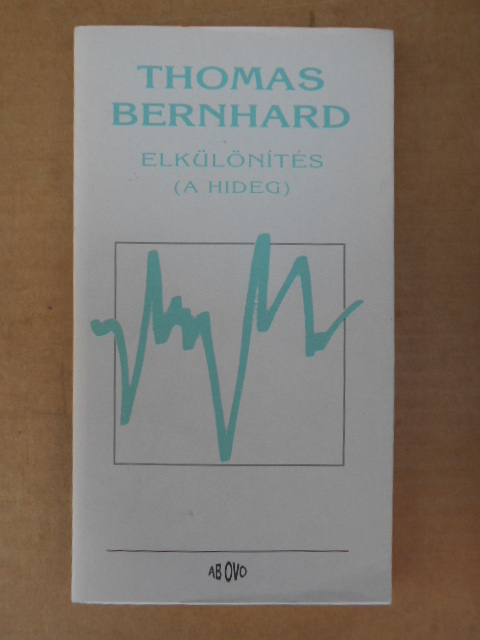 THOMAS
BERNHARD
ELKÜLÖNÍTÉS
(A HIDEG)
AB OVO